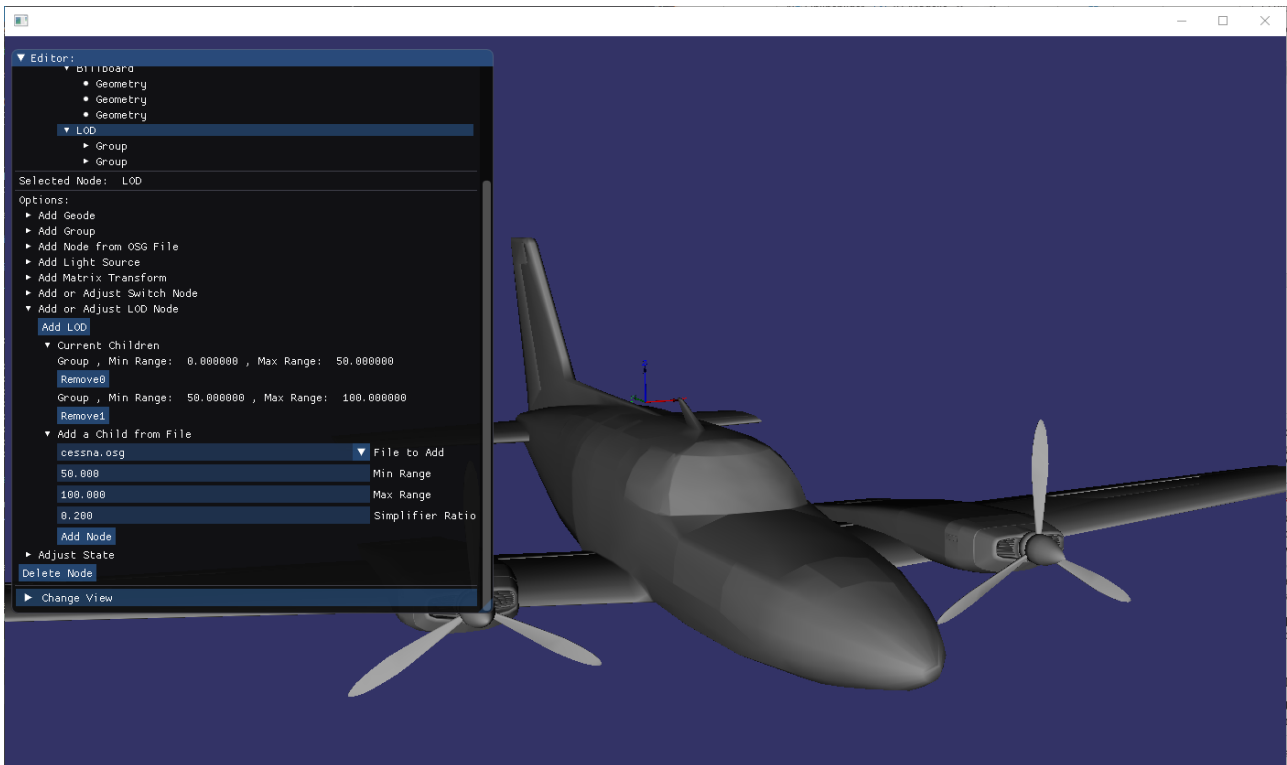 Editor:
Billboard
Geometry
Geometry
Geometry
LOD
Group
Group
Selected Node: LOD
Options:
Add Geode
Add Group
Add Node from OSG File
Add Light Source
Add Matrix Transform
Add or Adjust Switch Node
Add or Adjust LOD Node
Add LOD
Current Children
Group , Min Range: 0.000000 , Max Range: 50.000000
Remove0
Group , Min Range: 50.000000 , Max Range: 100.000000
Remove1
Add a Child from File
cessna.osg File to Add
50.000 Min Range
100.000 Max Range
0.200 Simplifier Ratio
Add Node
Adjust State
Delete Node
Change View